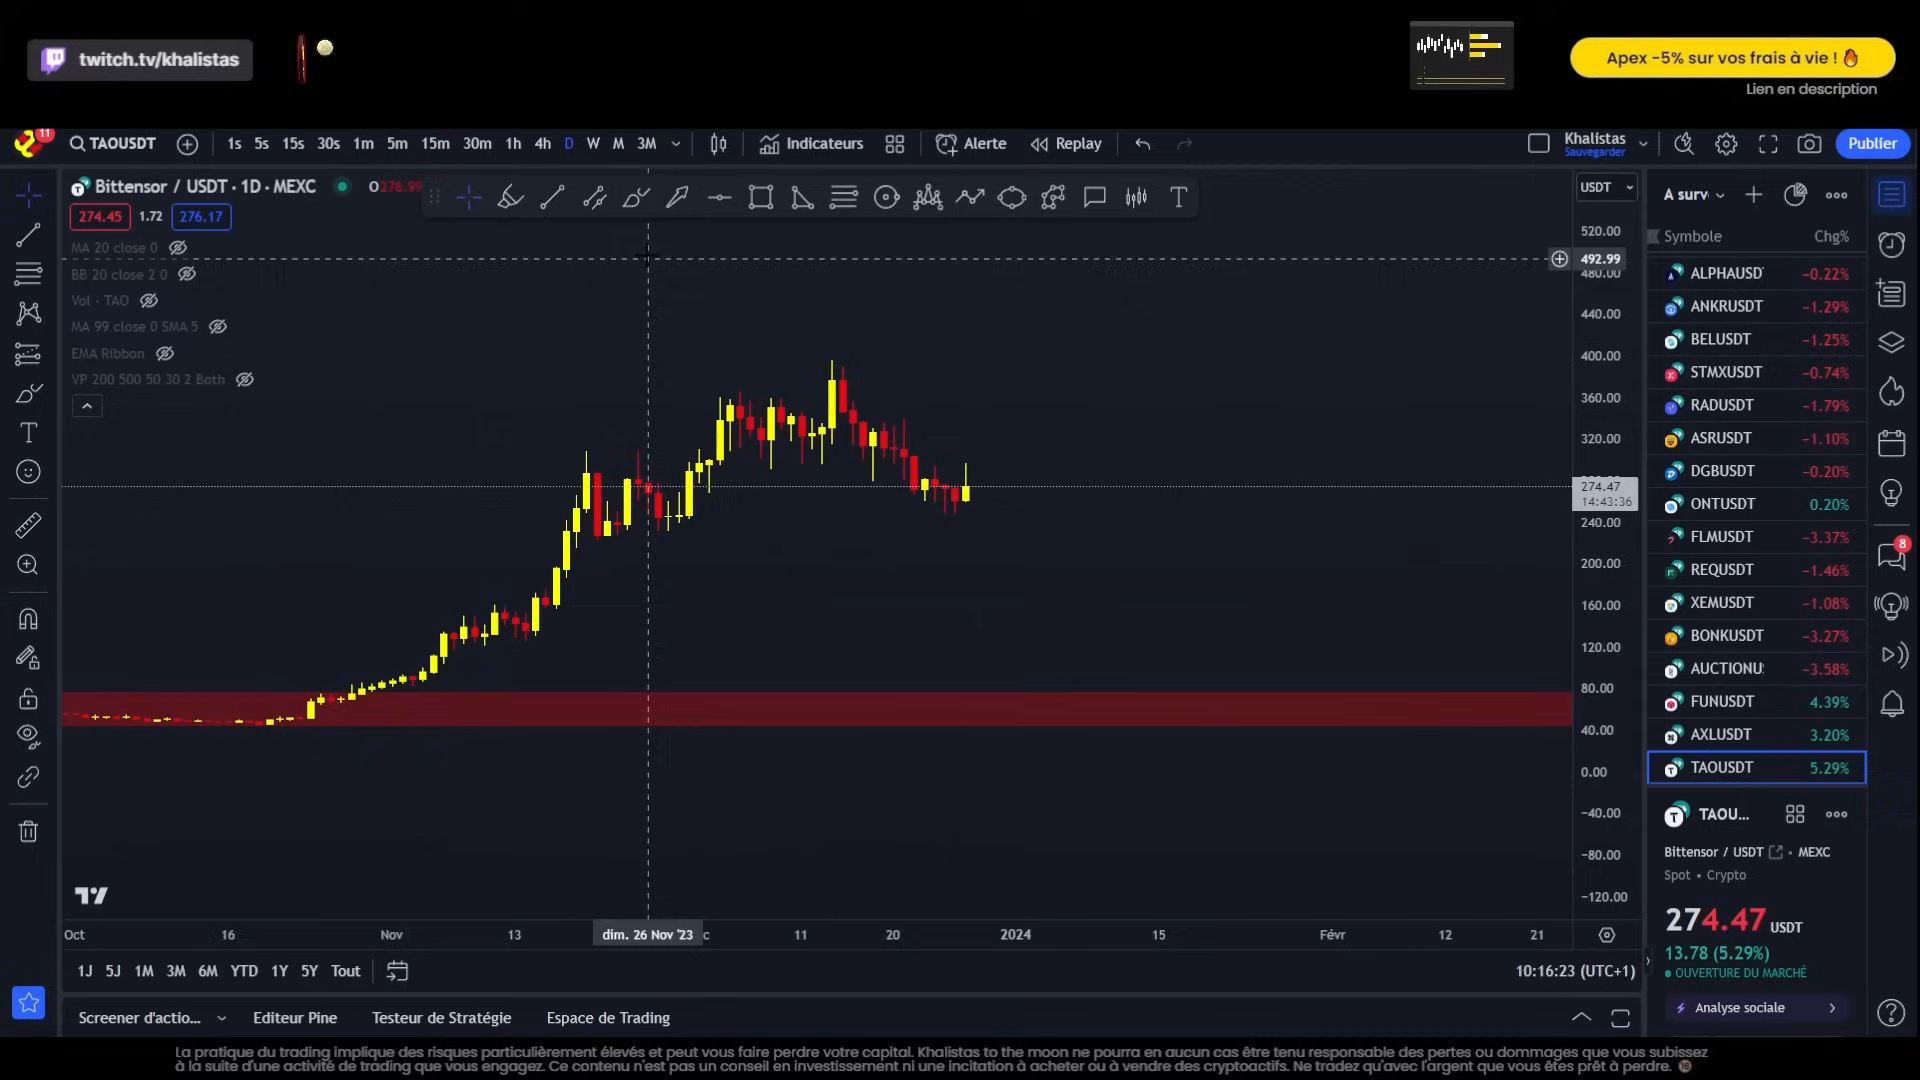 twitch.tv/khalistas
Apex -5% sur vos frais à vie !
Lien en description
11
TAOUSDT
1s 5s 15s 30s 1m 5m 15m 30m 1h 4h D W M 3M
Indicateurs
Alerte
Replay
Khalistas
Sauvegarder
Publier
Bittensor / USDT · 1D · MEXC
O276.99
274.45 1.72 276.17
MA 20 close 0
BB 20 close 2 0
Vol · TAO
MA 99 close 0 SMA 5
EMA Ribbon
VP 200 500 50 30 2 Both
USDT
520.00
492.99
480.00
440.00
400.00
360.00
320.00
274.47
14:43:36
240.00
200.00
160.00
120.00
80.00
40.00
0.00
−40.00
−80.00
−120.00
Oct 16 Nov 13 dim. 26 Nov '23 c 11 20 2024 15 Févr 12 21
1J 5J 1M 3M 6M YTD 1Y 5Y Tout
10:16:23 (UTC+1)
Screener d'actio... Editeur Pine Testeur de Stratégie Espace de Trading
A surv
Symbole Chg%
ALPHAUSD −0.22%
ANKRUSDT −1.29%
BELUSDT −1.25%
STMXUSDT −0.74%
RADUSDT −1.79%
ASRUSDT −1.10%
DGBUSDT −0.20%
ONTUSDT 0.20%
FLMUSDT −3.37%
REQUSDT −1.46%
XEMUSDT −1.08%
BONKUSDT −3.27%
AUCTIONU −3.58%
FUNUSDT 4.39%
AXLUSDT 3.20%
TAOUSDT 5.29%
TAOU...
Bittensor / USDT • MEXC
Spot • Crypto
274.47 USDT
13.78 (5.29%)
OUVERTURE DU MARCHÉ
Analyse sociale
8
La pratique du trading implique des risques particulièrement élevés et peut vous faire perdre votre capital. Khalistas to the moon ne pourra en aucun cas être tenu responsable des pertes ou dommages que vous subissez
à la suite d'une activité de trading que vous engagez. Ce contenu n'est pas un conseil en investissement ni une incitation à acheter ou à vendre des cryptoactifs. Ne tradez qu'avec l'argent que vous êtes prêt à perdre.